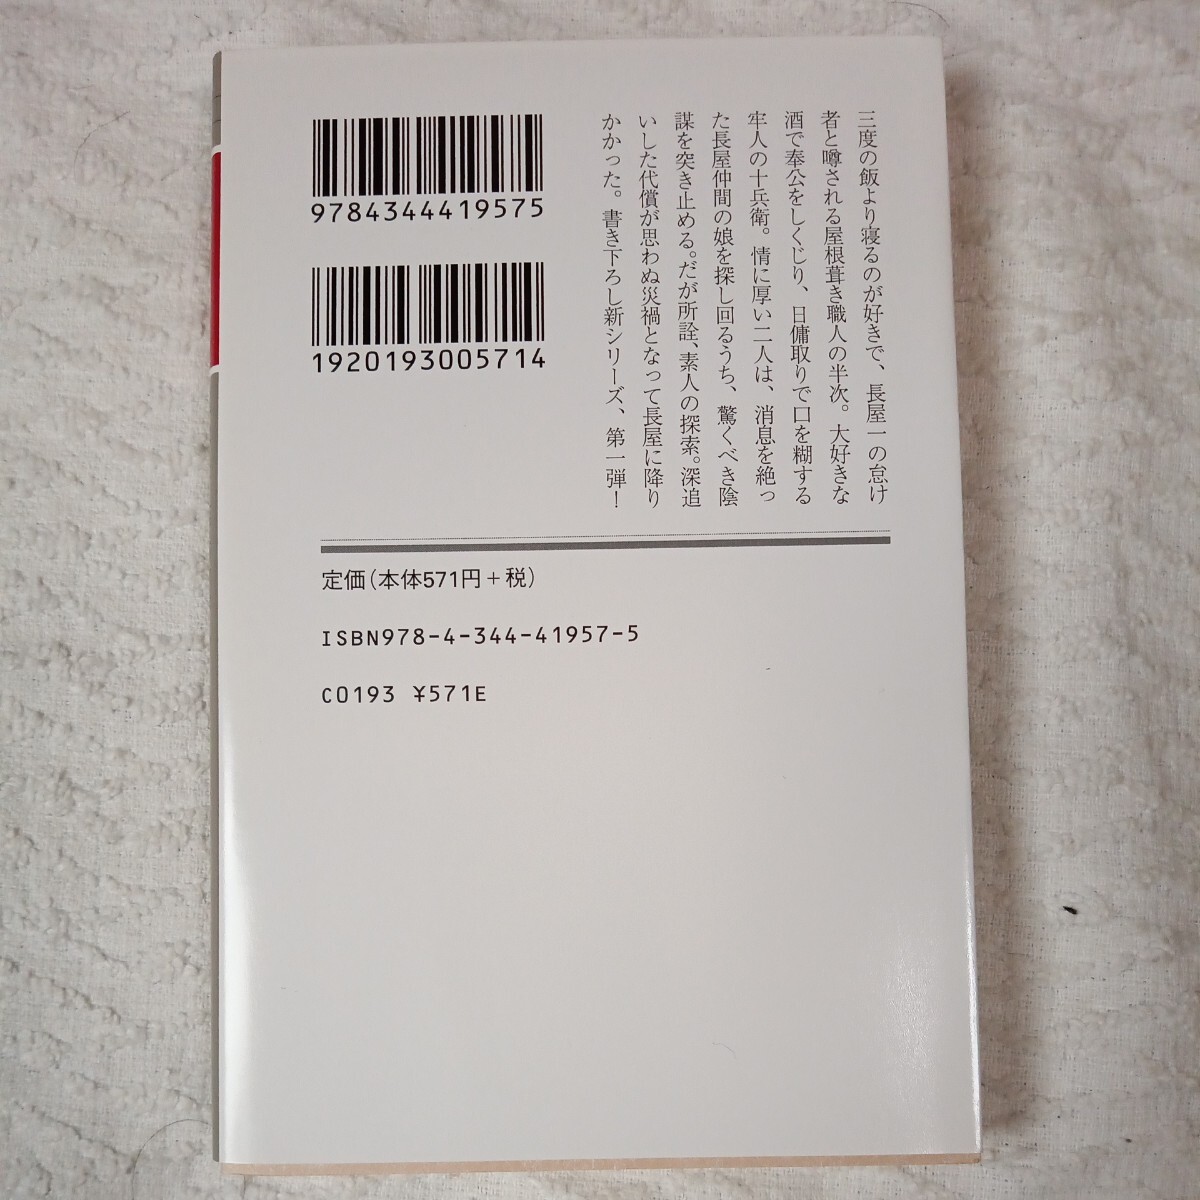 三度の飯より寝るのが好きで、長屋一の怠け
者と噂される屋根葺き職人の半次。大好きな
酒で奉公をしくじり、日傭取りで口を糊する
牢人の十兵衛。情に厚い二人は、消息を絶っ
た長屋仲間の娘を探し回るうち、驚くべき陰
謀を突き止める。だが所詮、素人の探索。深追
いした代償が思わぬ災禍となって長屋に降り
かかった。書き下ろし新シリーズ、第一弾！
9784344419575
1920193005714
定価(本体571円+税)
ISBN978-4-344-41957-5
C0193 ¥571E